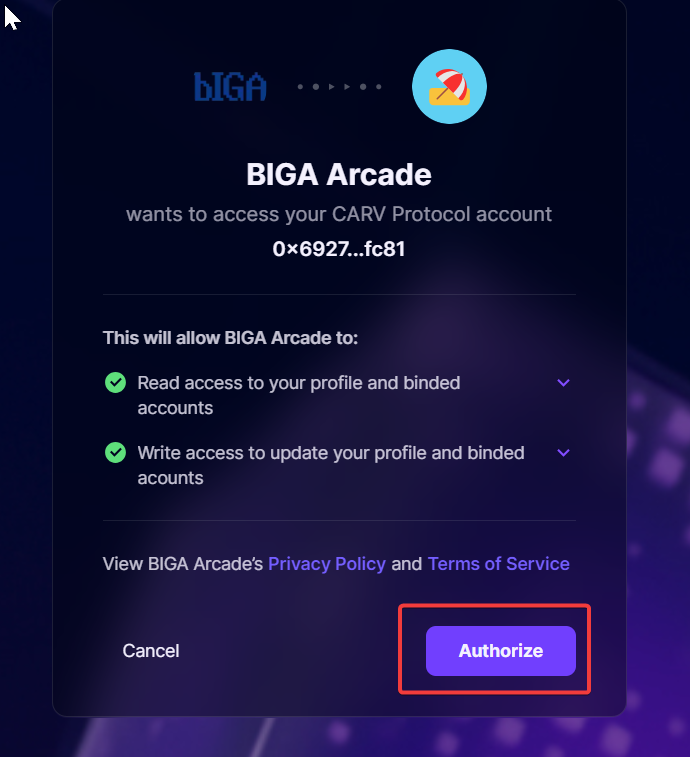 bIGA
BIGA Arcade
wants to access your CARV Protocol account
0×6927...fc81
This will allow BIGA Arcade to:
Read access to your profile and binded
accounts
Write access to update your profile and binded
acounts
View BIGA Arcade's Privacy Policy and Terms of Service
Cancel
Authorize